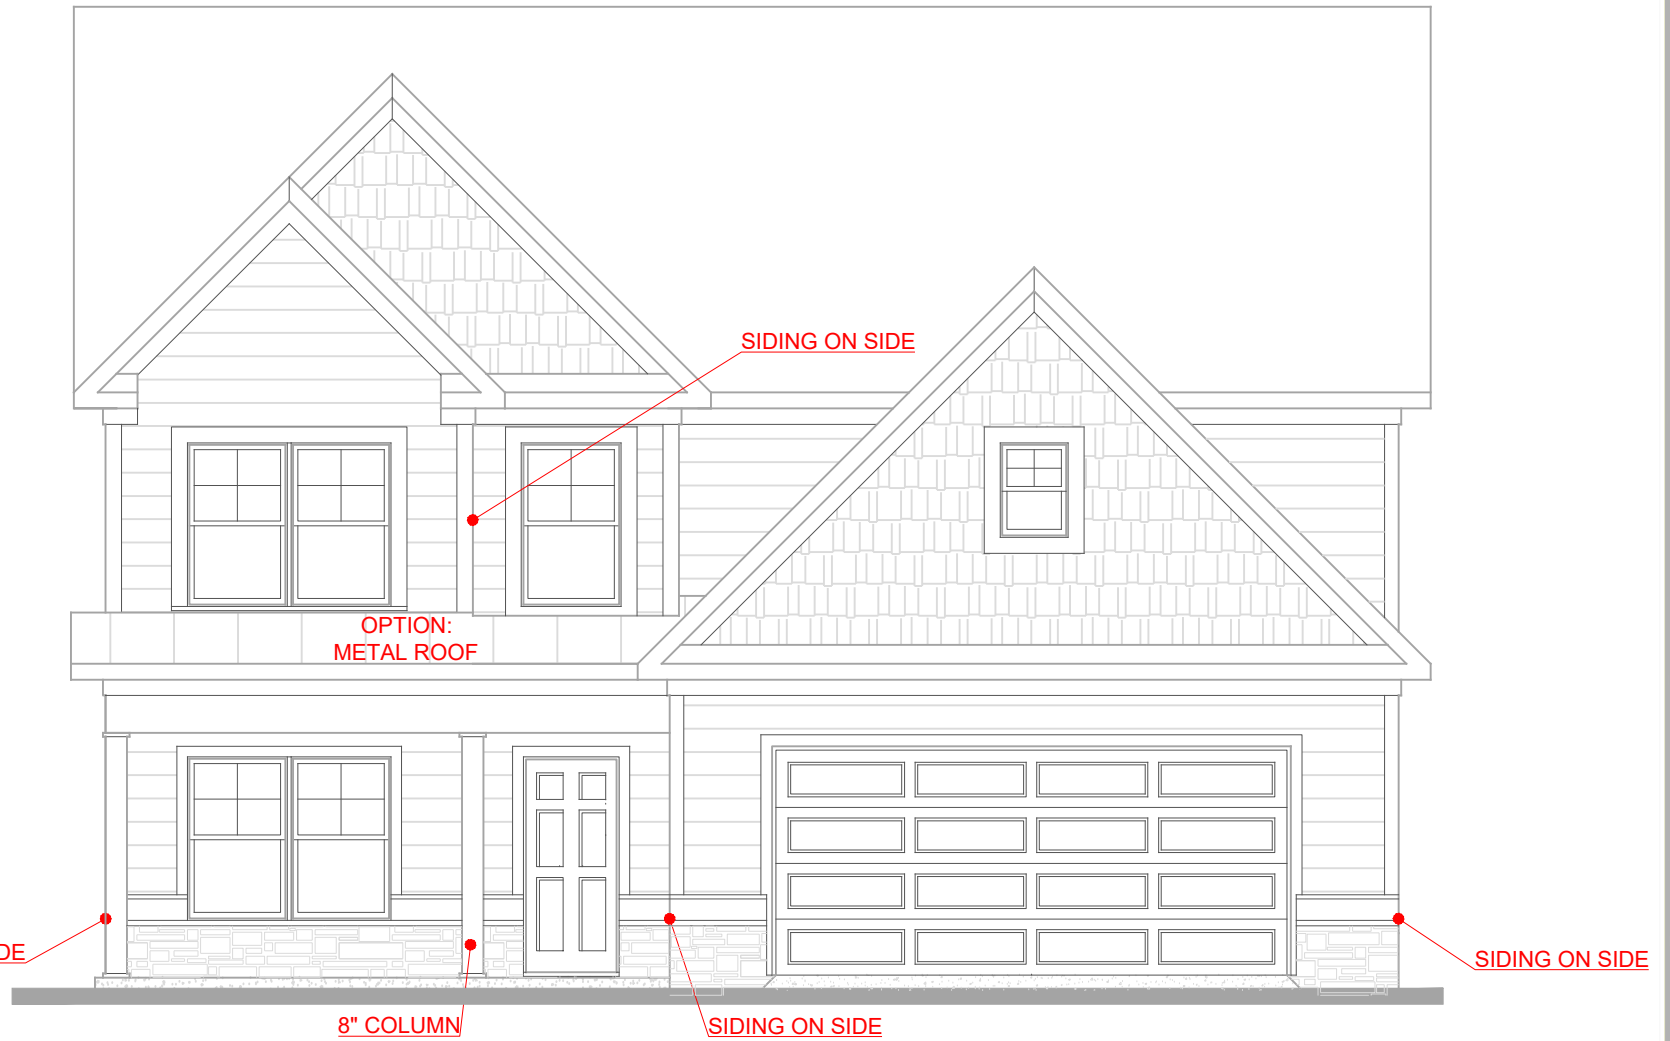 SIDING ON SIDE
OPTION:
METAL ROOF
DE
SIDING ON SIDE
8" COLUMN
SIDING ON SIDE